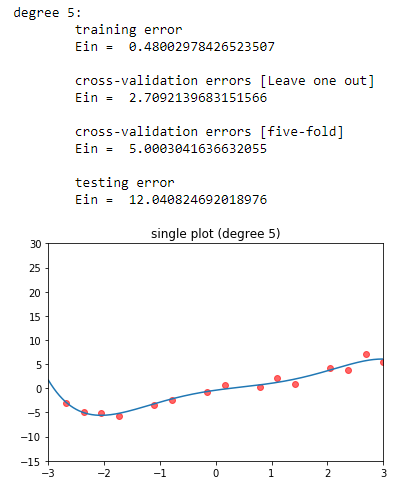 degree 5:
training error
Ein =  0.48002978426523507
cross-validation errors [Leave one out]
Ein =  2.7092139683151566
cross-validation errors [five-fold]
Ein =  5.0003041636632055
testing error
Ein =  12.040824692018976
single plot (degree 5)
30
25
20
15
10
5
0
−5
−10
−15
−3 −2 −1 0 1 2 3